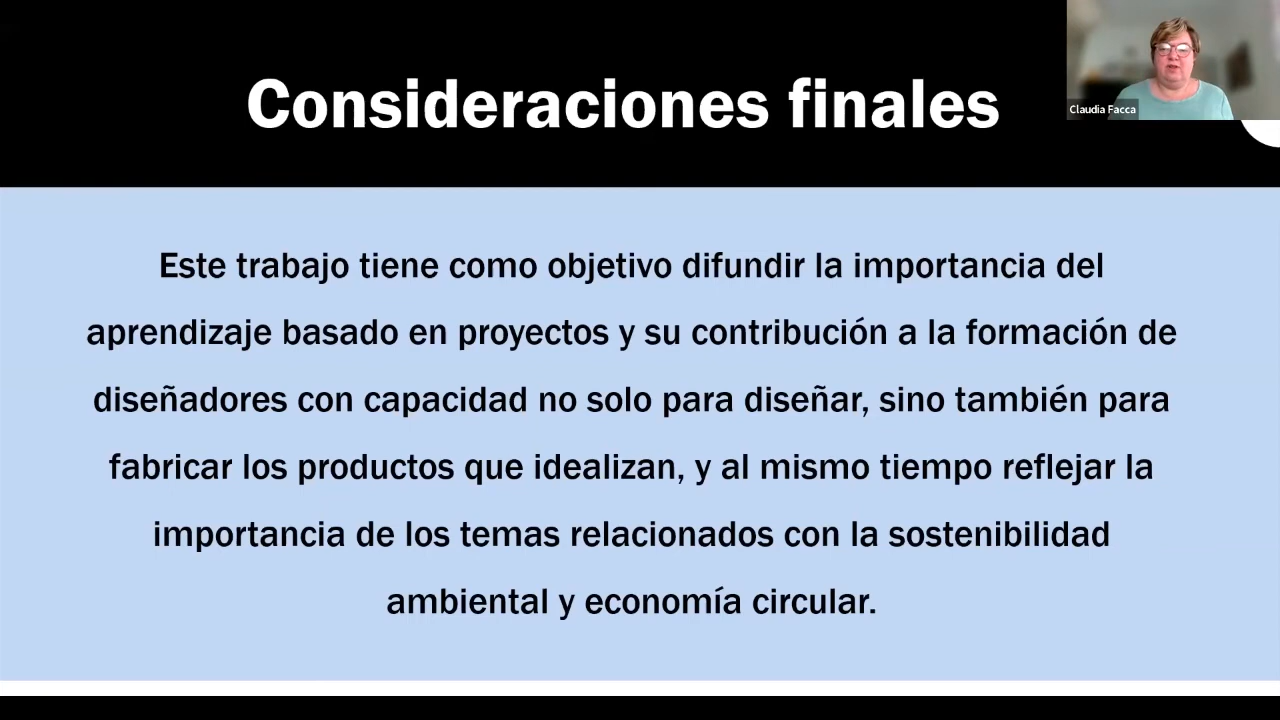 Consideraciones finales
Claudia Facca
Este trabajo tiene como objetivo difundir la importancia del
aprendizaje basado en proyectos y su contribución a la formación de
diseñadores con capacidad no solo para diseñar, sino también para
fabricar los productos que idealizan, y al mismo tiempo reflejar la
importancia de los temas relacionados con la sostenibilidad
ambiental y economía circular.